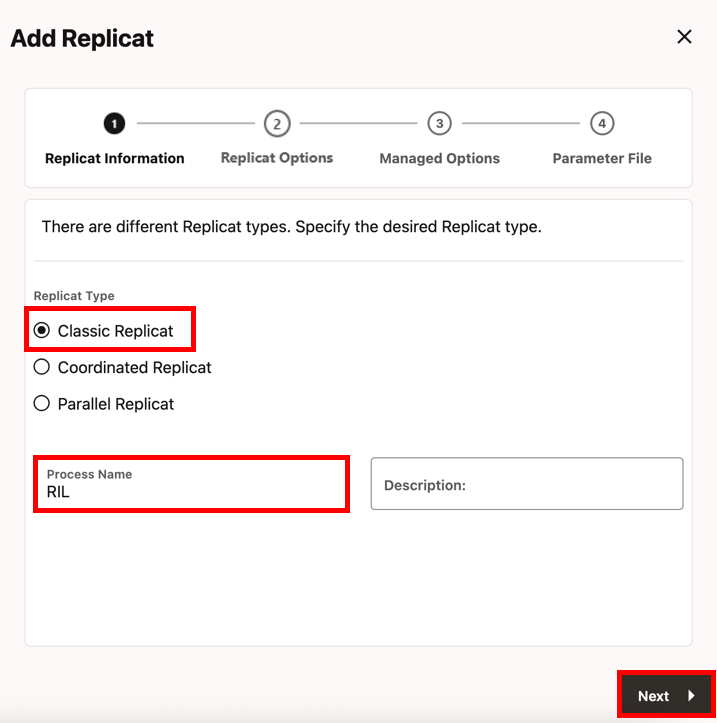 Add Replicat
1
2
3
4
Replicat Information
Replicat Options
Managed Options
Parameter File
There are different Replicat types. Specify the desired Replicat type.
Replicat Type
Classic Replicat
Coordinated Replicat
Parallel Replicat
Process Name
RIL
Description:
Next